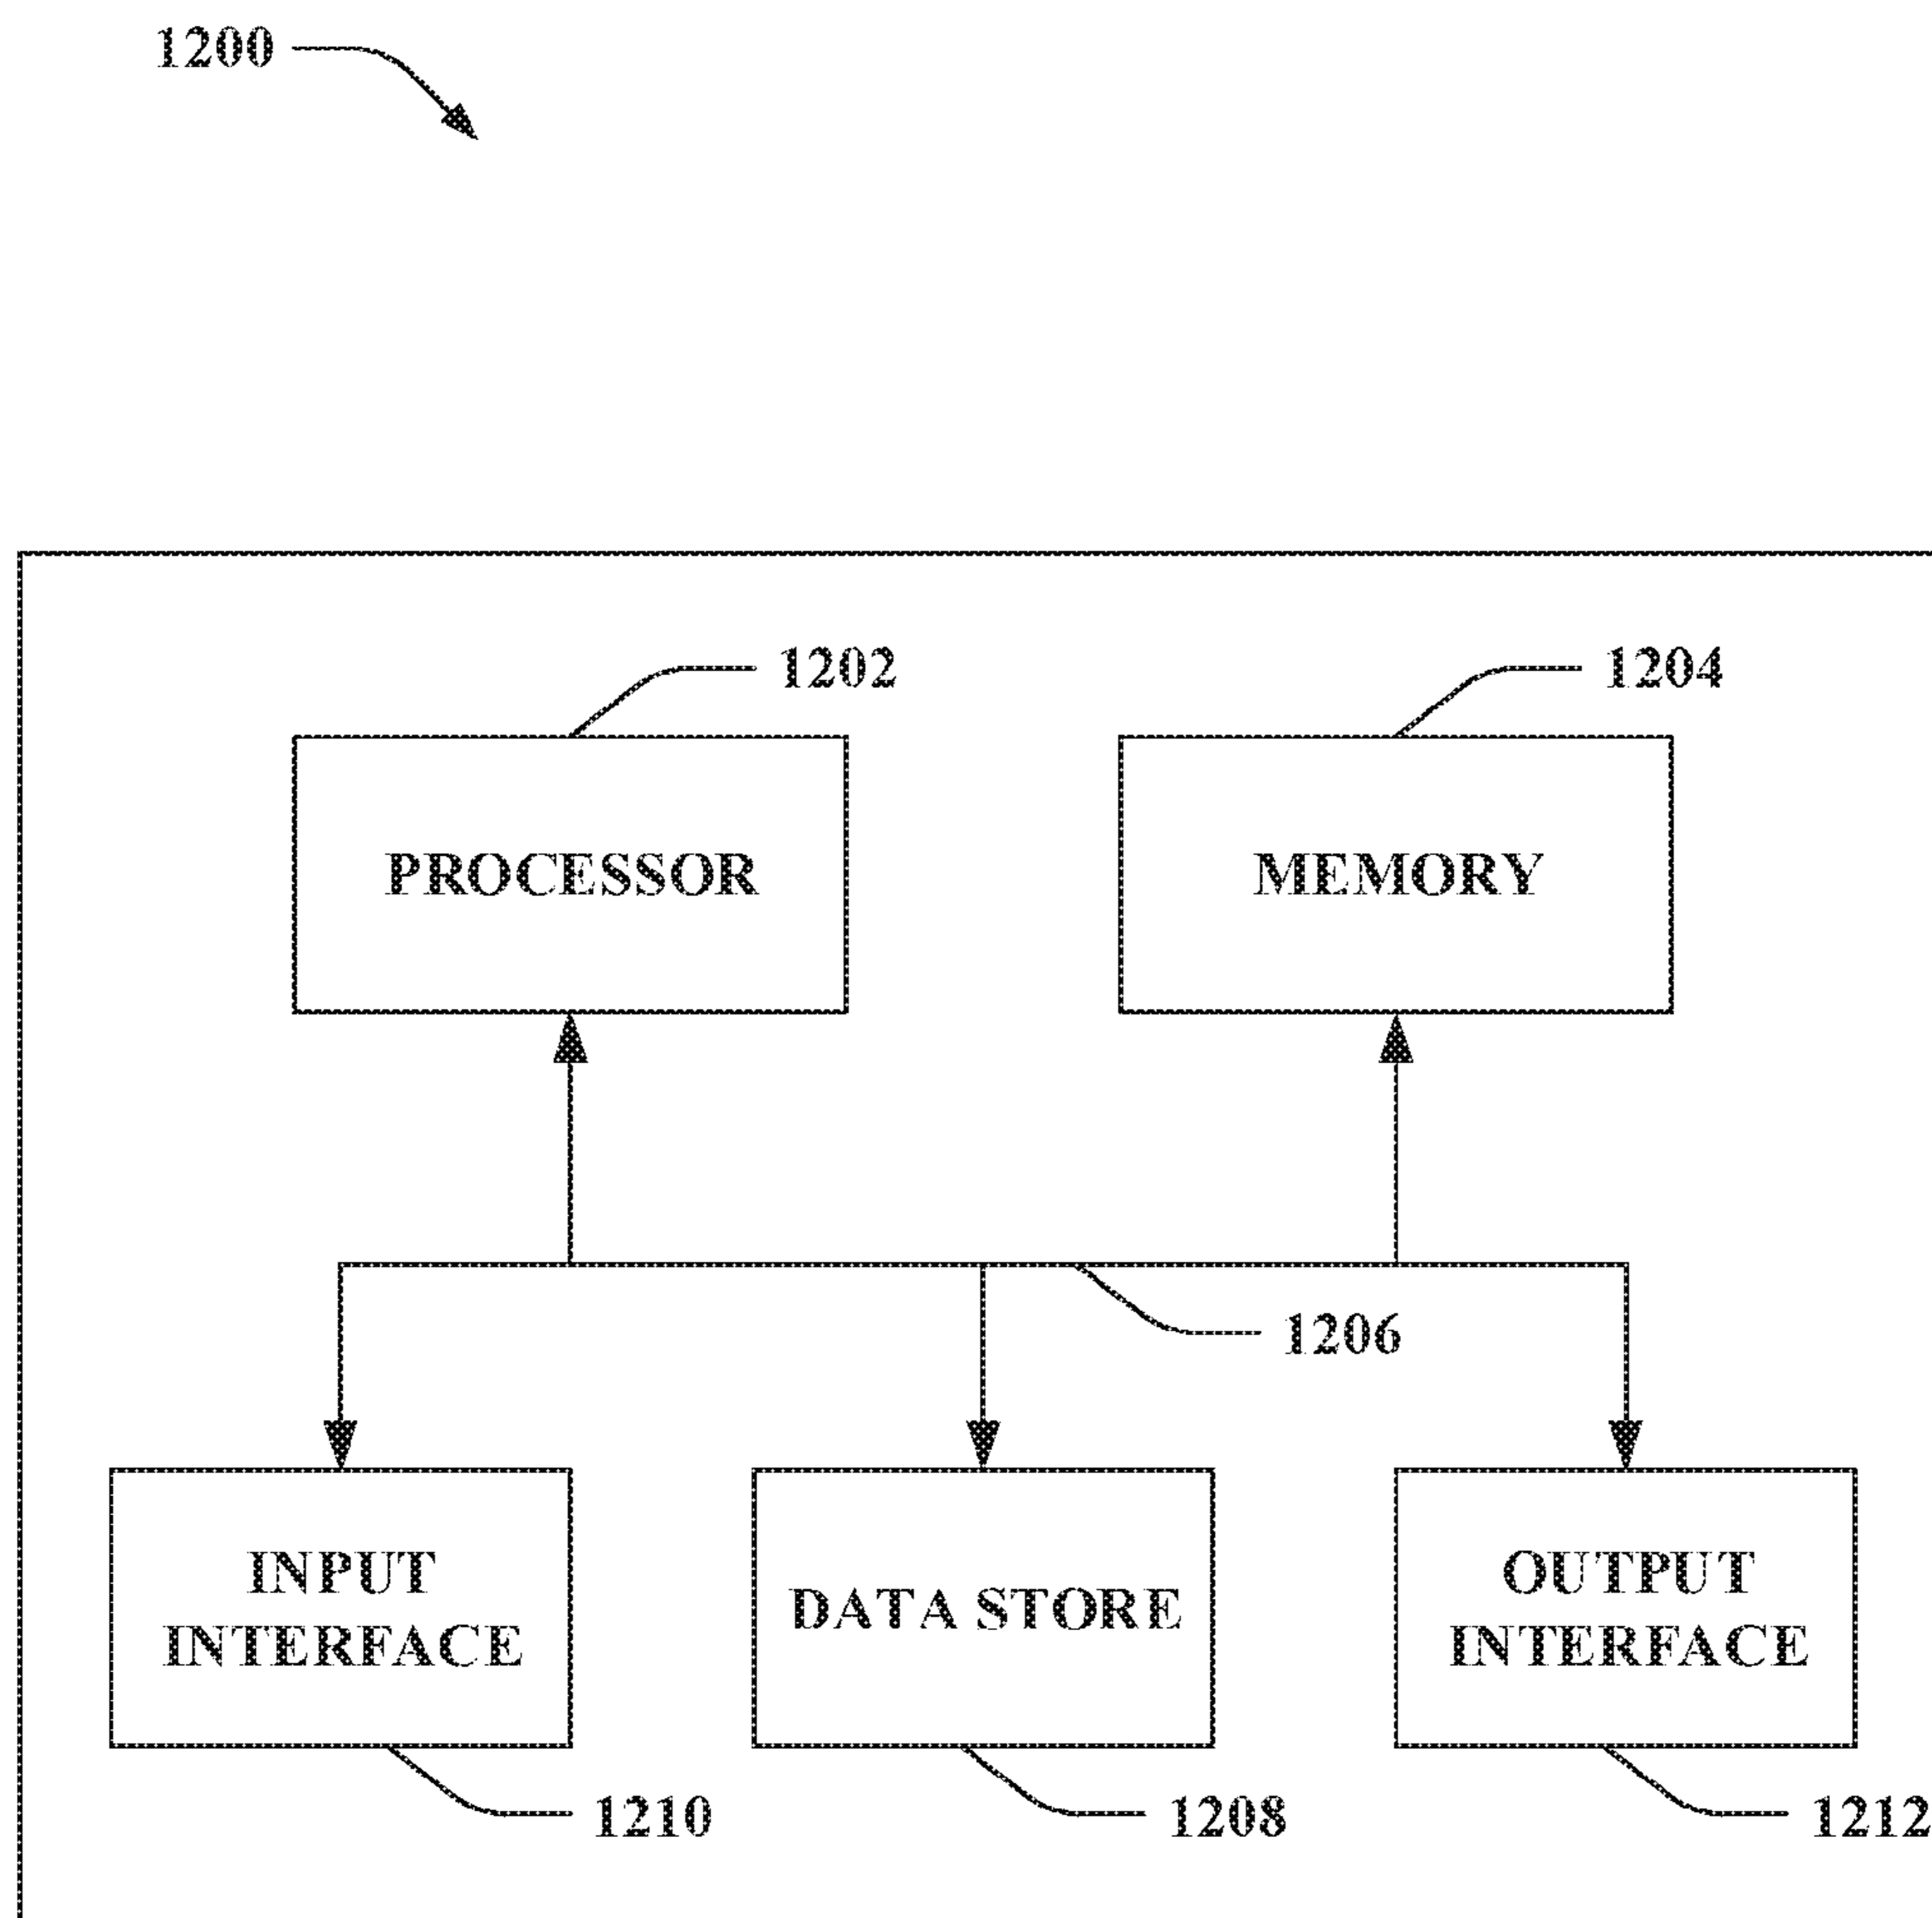 1200
1202
1204
PROCESSOR
MEMORY
1206
INPUT
INTERFACE
DATA STORE
OUTPUT
INTERFACE
1210
1208
1212